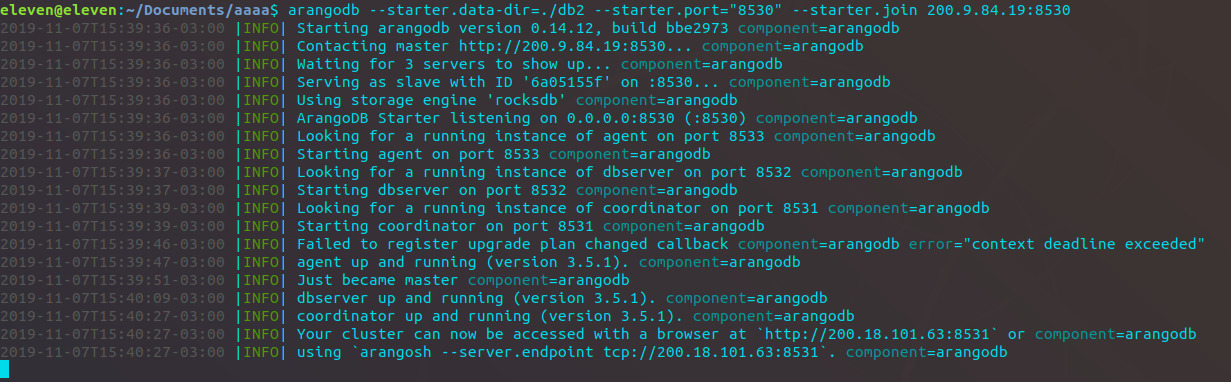 eleven@eleven:~/Documents/aaaa$ arangodb --starter.data-dir=./db2 --starter.port="8530" --starter.join 200.9.84.19:8530
2019-11-07T15:39:36-03:00 |INFO| Starting arangodb version 0.14.12, build bbe2973 component=arangodb
2019-11-07T15:39:36-03:00 |INFO| Contacting master http://200.9.84.19:8530... component=arangodb
2019-11-07T15:39:36-03:00 |INFO| Waiting for 3 servers to show up... component=arangodb
2019-11-07T15:39:36-03:00 |INFO| Serving as slave with ID '6a05155f' on :8530... component=arangodb
2019-11-07T15:39:36-03:00 |INFO| Using storage engine 'rocksdb' component=arangodb
2019-11-07T15:39:36-03:00 |INFO| ArangoDB Starter listening on 0.0.0.0:8530 (:8530) component=arangodb
2019-11-07T15:39:36-03:00 |INFO| Looking for a running instance of agent on port 8533 component=arangodb
2019-11-07T15:39:36-03:00 |INFO| Starting agent on port 8533 component=arangodb
2019-11-07T15:39:37-03:00 |INFO| Looking for a running instance of dbserver on port 8532 component=arangodb
2019-11-07T15:39:37-03:00 |INFO| Starting dbserver on port 8532 component=arangodb
2019-11-07T15:39:39-03:00 |INFO| Looking for a running instance of coordinator on port 8531 component=arangodb
2019-11-07T15:39:39-03:00 |INFO| Starting coordinator on port 8531 component=arangodb
2019-11-07T15:39:46-03:00 |INFO| Failed to register upgrade plan changed callback component=arangodb error="context deadline exceeded"
2019-11-07T15:39:47-03:00 |INFO| agent up and running (version 3.5.1). component=arangodb
2019-11-07T15:39:51-03:00 |INFO| Just became master component=arangodb
2019-11-07T15:40:09-03:00 |INFO| dbserver up and running (version 3.5.1). component=arangodb
2019-11-07T15:40:27-03:00 |INFO| coordinator up and running (version 3.5.1). component=arangodb
2019-11-07T15:40:27-03:00 |INFO| Your cluster can now be accessed with a browser at `http://200.18.101.63:8531` or component=arangodb
2019-11-07T15:40:27-03:00 |INFO| using `arangosh --server.endpoint tcp://200.18.101.63:8531`. component=arangodb